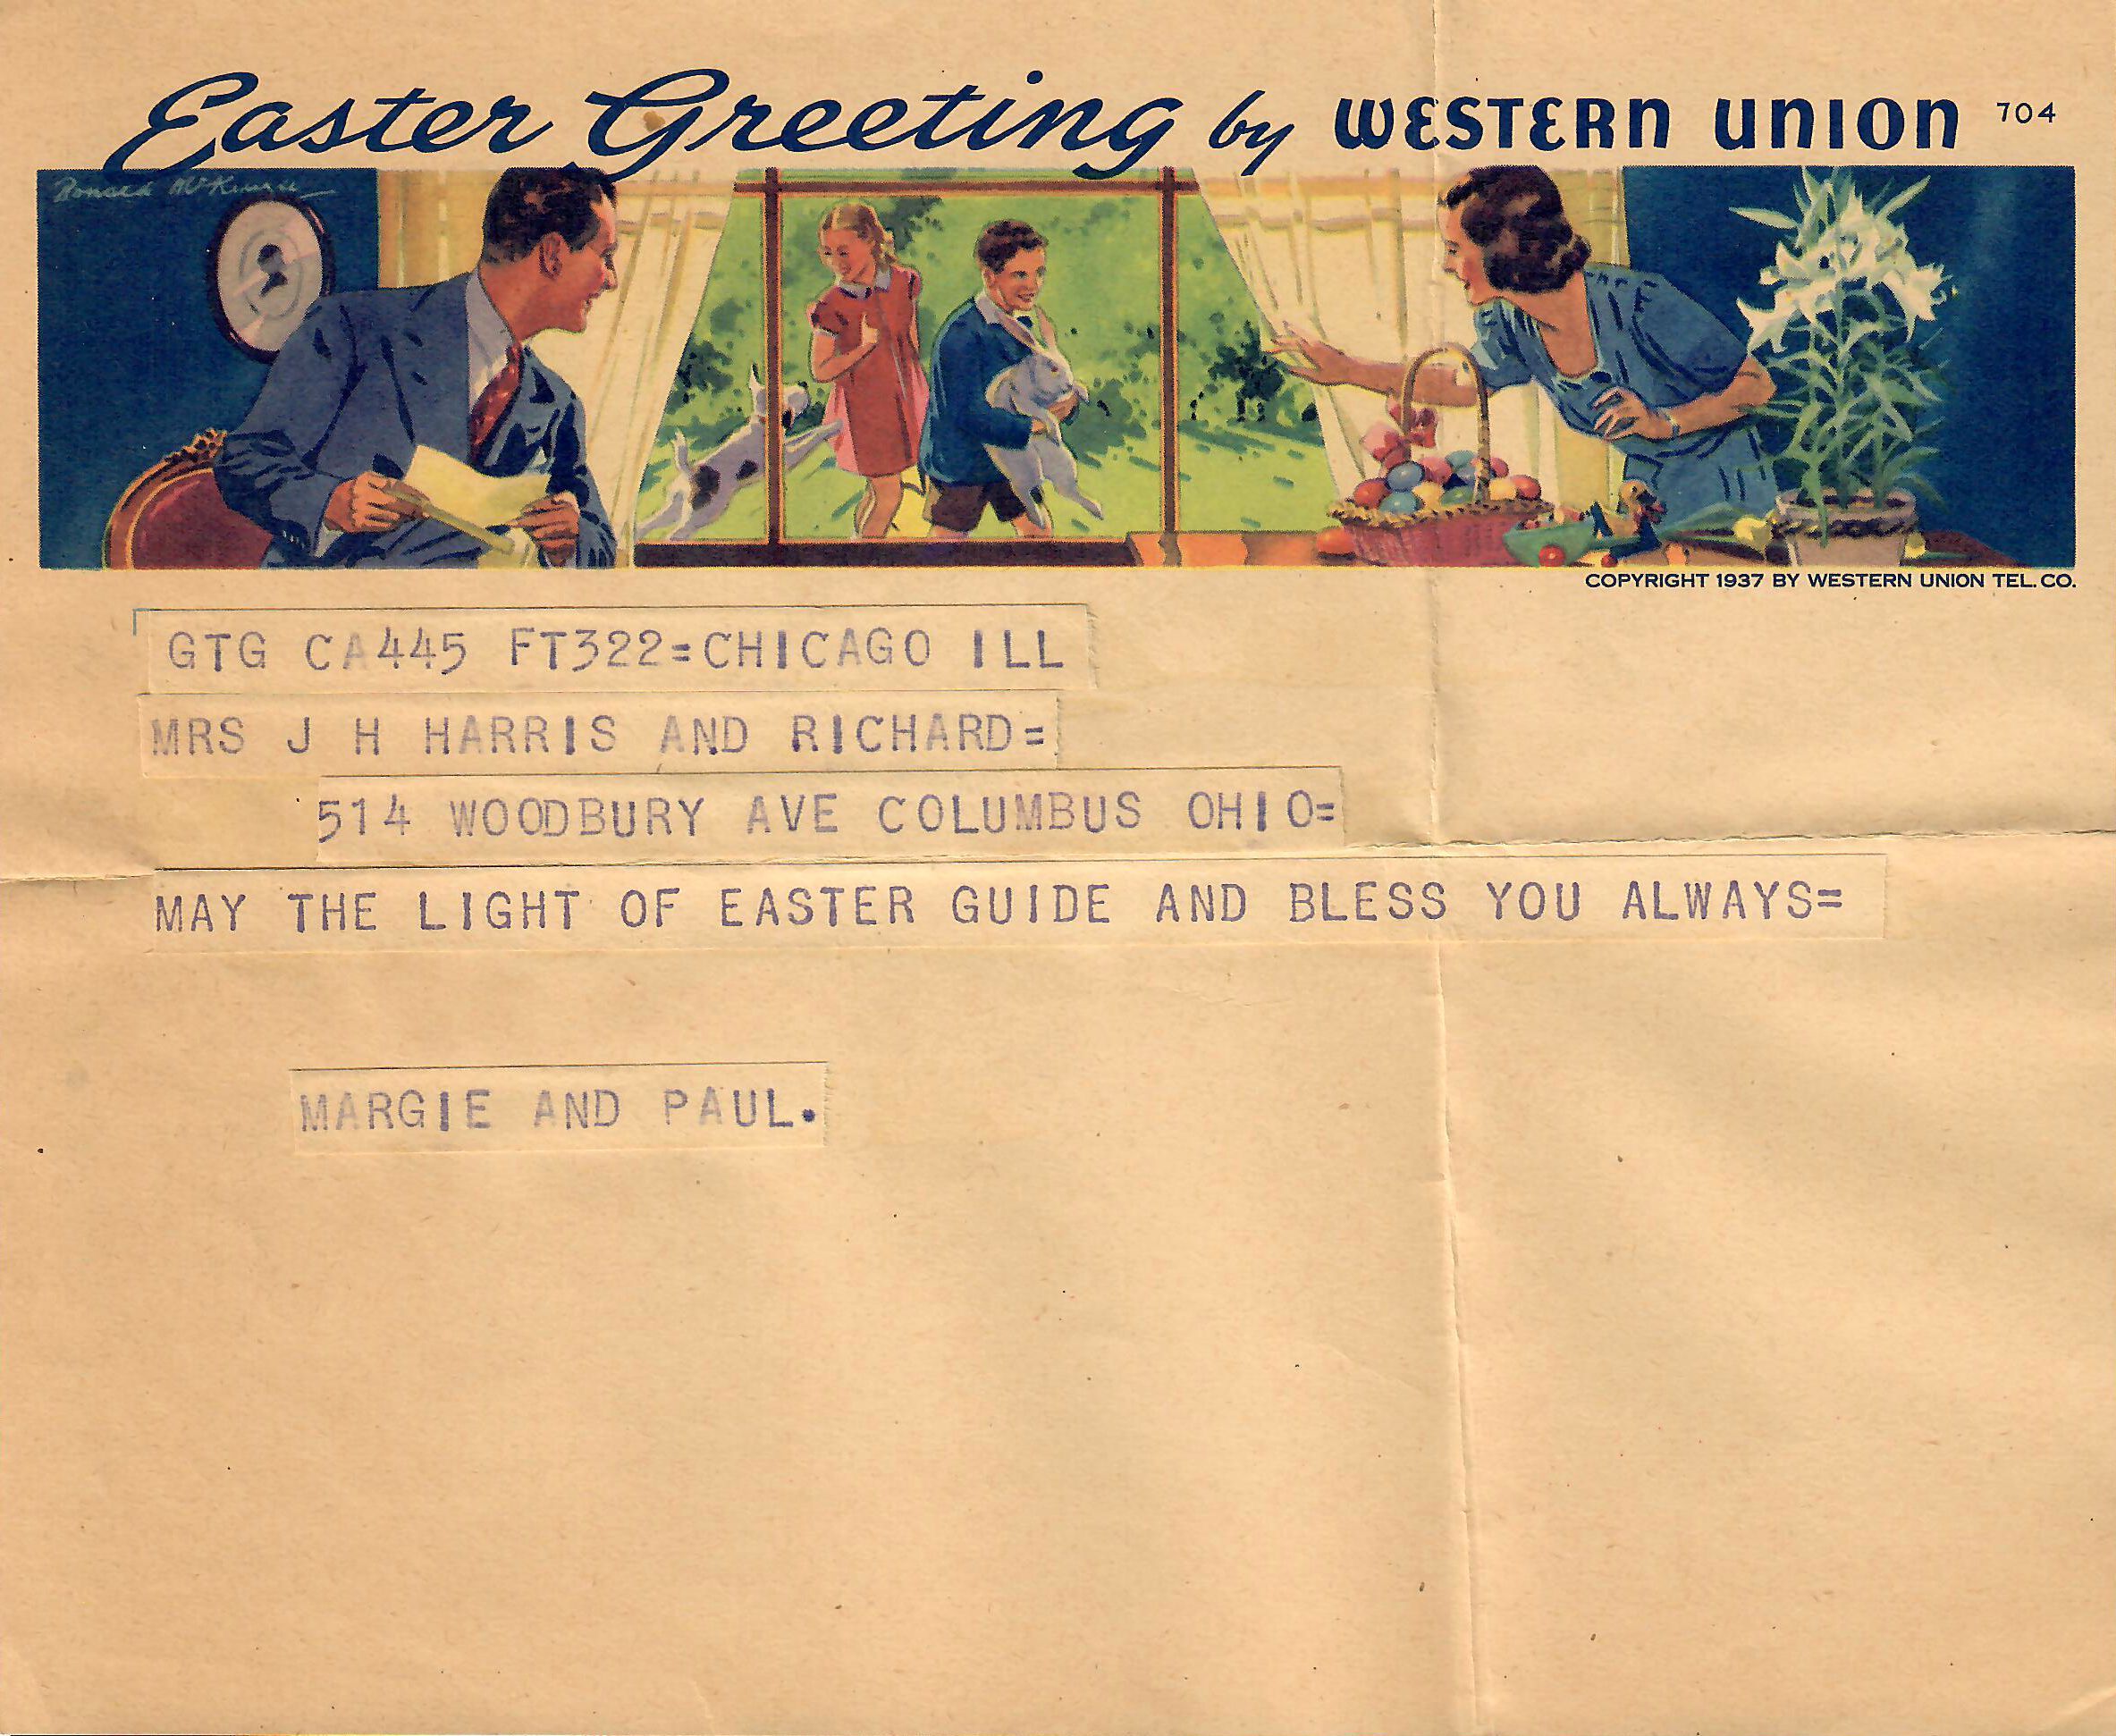 Easter Greeting by WESTERN UNION 704
Ronald McKenzie
COPYRIGHT 1937 BY WESTERN UNION TEL. CO.
GTG CA445 FT322=CHICAGO ILL
MRS J H HARRIS AND RICHARD=
514 WOODBURY AVE COLUMBUS OHIO=
MAY THE LIGHT OF EASTER GUIDE AND BLESS YOU ALWAYS=
MARGIE AND PAUL.